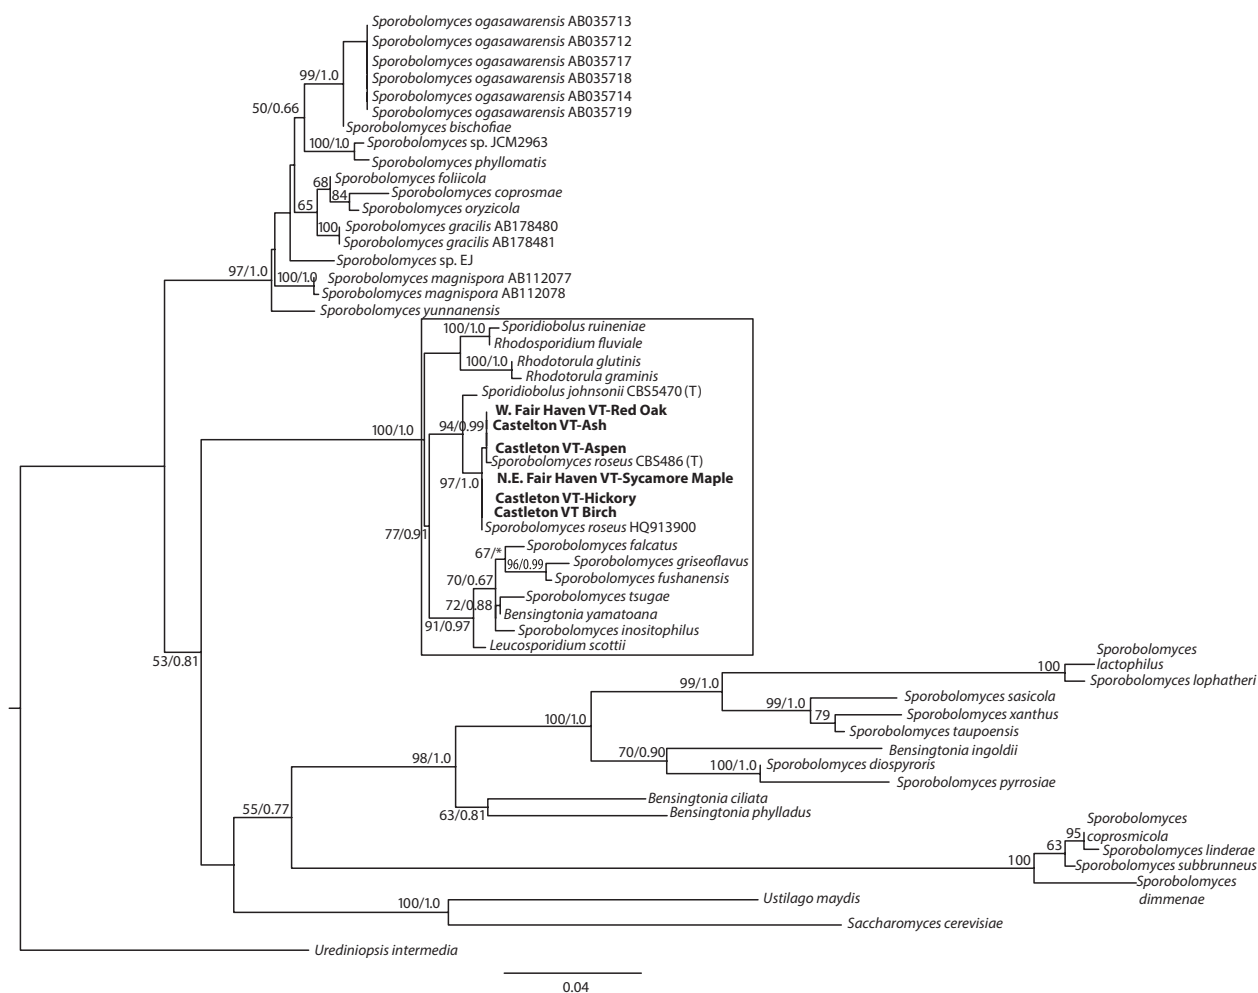 Sporobolomyces ogasawarensis AB035713
Sporobolomyces ogasawarensis AB035712
Sporobolomyces ogasawarensis AB035717
99/1.0
Sporobolomyces ogasawarensis AB035718
Sporobolomyces ogasawarensis AB035714
50/0.66
Sporobolomyces ogasawarensis AB035719
Sporobolomyces bischofiae
100/1.0
Sporobolomyces sp. JCM2963
Sporobolomyces phyllomatis
68
Sporobolomyces foliicola
84
Sporobolomyces coprosmae
65
Sporobolomyces oryzicola
100
Sporobolomyces gracilis AB178480
Sporobolomyces gracilis AB178481
Sporobolomyces sp. EJ
97/1.0
100/1.0
Sporobolomyces magnispora AB112077
Sporobolomyces magnispora AB112078
Sporobolomyces yunnanensis
100/1.0
Sporidiobolus ruineniae
Rhodosporidium fluviale
100/1.0
Rhodotorula glutinis
Rhodotorula graminis
Sporidiobolus johnsonii CBS5470 (T)
W. Fair Haven VT-Red Oak
100/1.0
94/0.99
Castelton VT-Ash
Castleton VT-Aspen
Sporobolomyces roseus CBS486 (T)
97/1.0
N.E. Fair Haven VT-Sycamore Maple
Castleton VT-Hickory
Castleton VT Birch
Sporobolomyces roseus HQ913900
77/0.91
67/*
Sporobolomyces falcatus
96/0.99
Sporobolomyces griseoflavus
70/0.67
Sporobolomyces fushanensis
72/0.88
Sporobolomyces tsugae
Bensingtonia yamatoana
91/0.97
Sporobolomyces inositophilus
Leucosporidium scottii
53/0.81
Sporobolomyces
100
lactophilus
99/1.0
Sporobolomyces lophatheri
99/1.0
Sporobolomyces sasicola
100/1.0
79
Sporobolomyces xanthus
Sporobolomyces taupoensis
70/0.90
Bensingtonia ingoldii
98/1.0
100/1.0
Sporobolomyces diospyroris
Sporobolomyces pyrrosiae
Bensingtonia ciliata
63/0.81
Bensingtonia phylladus
55/0.77
Sporobolomyces
95
coprosmicola
63
Sporobolomyces linderae
100
Sporobolomyces subbrunneus
Sporobolomyces
dimmenae
100/1.0
Ustilago maydis
Saccharomyces cerevisiae
Urediniopsis intermedia
0.04